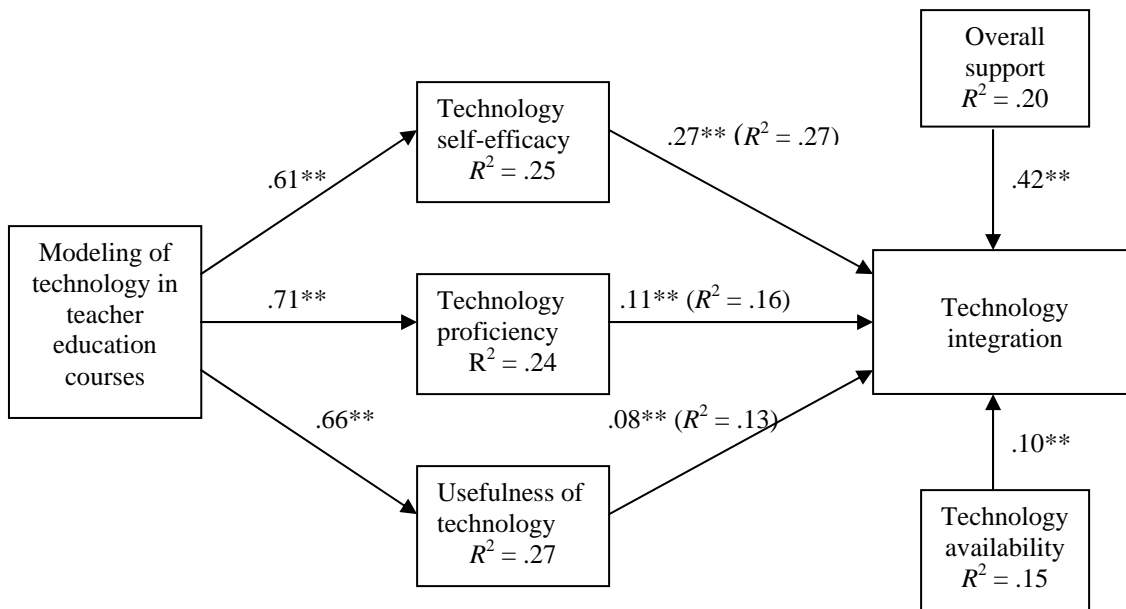 Overall
support
R² = .20
Technology
self-efficacy
R² = .25
.27** (R² = .27)
.61**
.42**
Modeling of
technology in
teacher
education
courses
.71**
Technology
proficiency
R² = .24
.11** (R² = .16)
Technology
integration
.66**
.08** (R² = .13)
.10**
Usefulness of
technology
R² = .27
Technology
availability
R² = .15